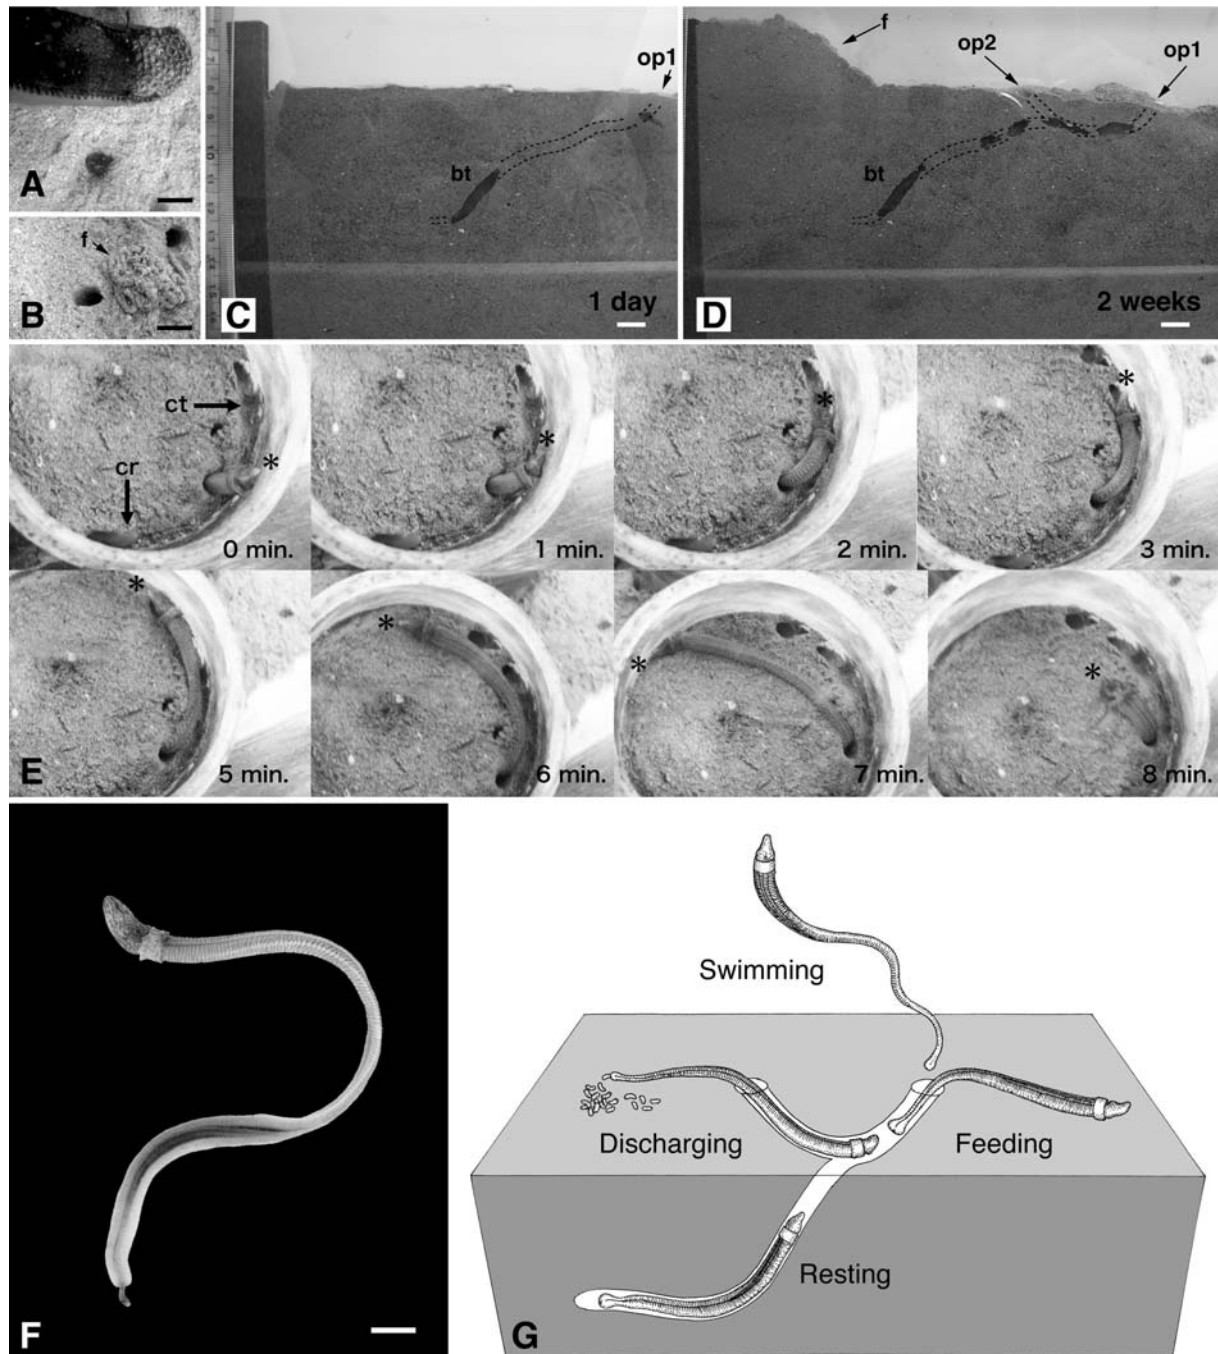 A
f
B
op1
bt
C
1 day
f
op2
op1
bt
D
2 weeks
ct
*
cr
0 min.
*
1 min.
*
2 min.
*
3 min.
*
E
5 min.
*
6 min.
*
7 min.
*
8 min.
F
Swimming
Discharging
Feeding
Resting
G